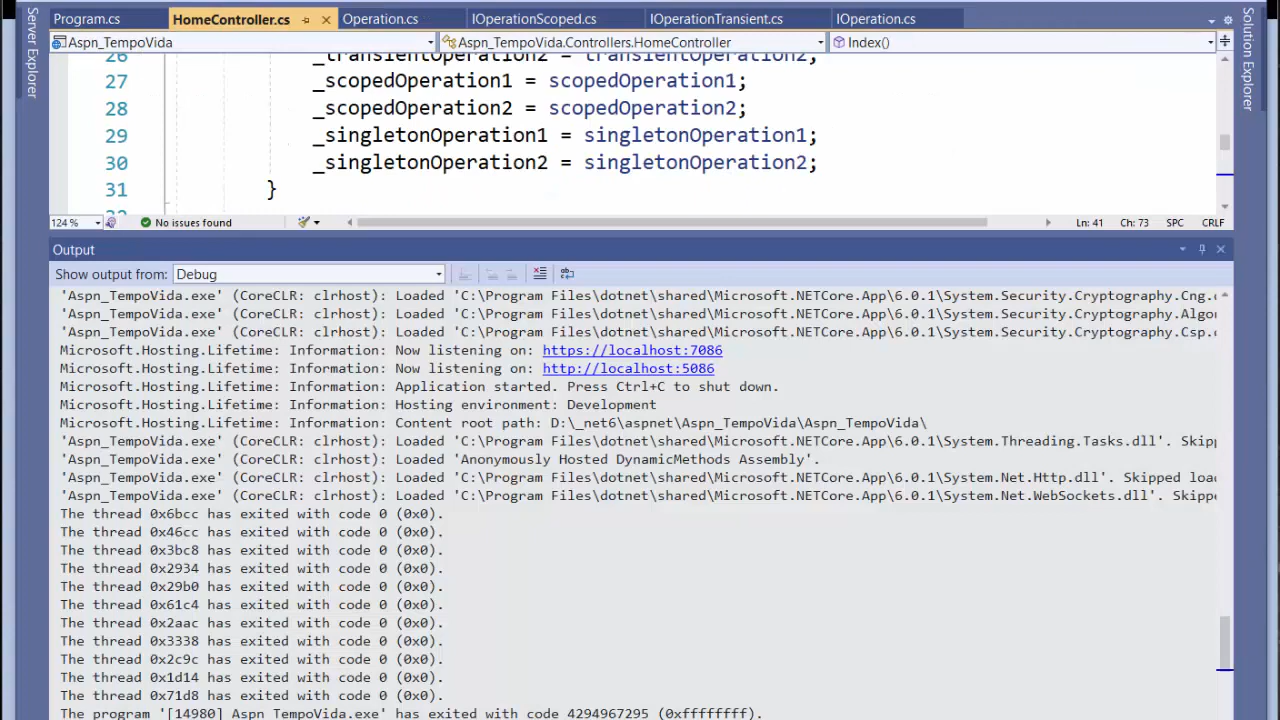 Program.cs HomeController.cs Operation.cs IOperationScoped.cs IOperationTransient.cs IOperation.cs
Server Explorer
Solution Explorer
Aspn_TempoVida Aspn_TempoVida.Controllers.HomeController Index()
26 _transientOperation2 = transientOperation2;
27 _scopedOperation1 = scopedOperation1;
28 _scopedOperation2 = scopedOperation2;
29 _singletonOperation1 = singletonOperation1;
30 _singletonOperation2 = singletonOperation2;
31 }
124 % No issues found Ln: 41 Ch: 73 SPC CRLF
Output
Show output from: Debug
'Aspn_TempoVida.exe' (CoreCLR: clrhost): Loaded 'C:\Program Files\dotnet\shared\Microsoft.NETCore.App\6.0.1\System.Security.Cryptography.Cng.
'Aspn_TempoVida.exe' (CoreCLR: clrhost): Loaded 'C:\Program Files\dotnet\shared\Microsoft.NETCore.App\6.0.1\System.Security.Cryptography.Algor
'Aspn_TempoVida.exe' (CoreCLR: clrhost): Loaded 'C:\Program Files\dotnet\shared\Microsoft.NETCore.App\6.0.1\System.Security.Cryptography.Csp.
Microsoft.Hosting.Lifetime: Information: Now listening on: https://localhost:7086
Microsoft.Hosting.Lifetime: Information: Now listening on: http://localhost:5086
Microsoft.Hosting.Lifetime: Information: Application started. Press Ctrl+C to shut down.
Microsoft.Hosting.Lifetime: Information: Hosting environment: Development
Microsoft.Hosting.Lifetime: Information: Content root path: D:\_net6\aspnet\Aspn_TempoVida\Aspn_TempoVida\
'Aspn_TempoVida.exe' (CoreCLR: clrhost): Loaded 'C:\Program Files\dotnet\shared\Microsoft.NETCore.App\6.0.1\System.Threading.Tasks.dll'. Skipp
'Aspn_TempoVida.exe' (CoreCLR: clrhost): Loaded 'Anonymously Hosted DynamicMethods Assembly'.
'Aspn_TempoVida.exe' (CoreCLR: clrhost): Loaded 'C:\Program Files\dotnet\shared\Microsoft.NETCore.App\6.0.1\System.Net.Http.dll'. Skipped load
'Aspn_TempoVida.exe' (CoreCLR: clrhost): Loaded 'C:\Program Files\dotnet\shared\Microsoft.NETCore.App\6.0.1\System.Net.WebSockets.dll'. Skippe
The thread 0x6bcc has exited with code 0 (0x0).
The thread 0x46cc has exited with code 0 (0x0).
The thread 0x3bc8 has exited with code 0 (0x0).
The thread 0x2934 has exited with code 0 (0x0).
The thread 0x29b0 has exited with code 0 (0x0).
The thread 0x61c4 has exited with code 0 (0x0).
The thread 0x2aac has exited with code 0 (0x0).
The thread 0x3338 has exited with code 0 (0x0).
The thread 0x2c9c has exited with code 0 (0x0).
The thread 0x1d14 has exited with code 0 (0x0).
The thread 0x71d8 has exited with code 0 (0x0).
The program '[14980] Aspn_TempoVida.exe' has exited with code 4294967295 (0xffffffff).